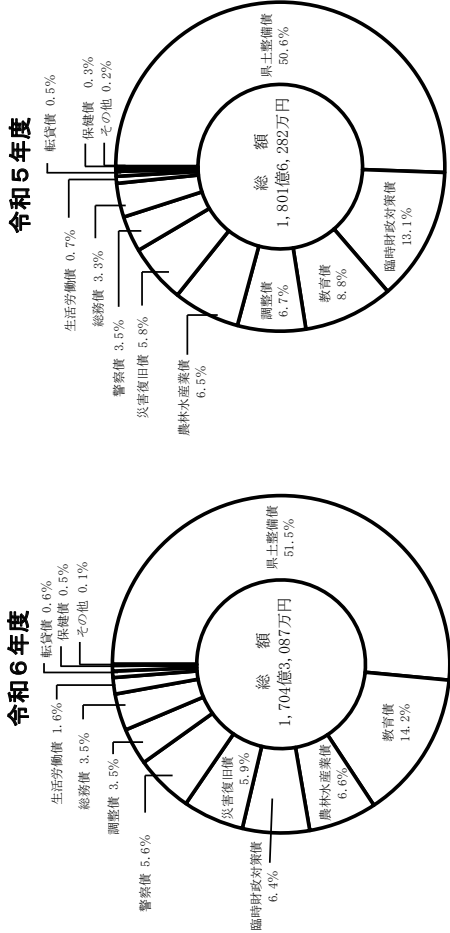 令和6年度
総　額
1,704億3,087万円
県土整備債
51.5%
教育債
14.2%
農林水産業債
6.6%
臨時財政対策債
6.4%
災害復旧債
5.9%
警察債 5.6%
調整債 3.5%
総務債 3.5%
生活労働債 1.6%
転貸債 0.6%
保健債 0.5%
その他 0.1%
令和5年度
総　額
1,801億6,282万円
県土整備債
50.6%
臨時財政対策債
13.1%
教育債
8.8%
調整債
6.7%
農林水産業債
6.5%
災害復旧債 5.8%
警察債 3.5%
総務債 3.3%
生活労働債 0.7%
転貸債 0.5%
保健債 0.3%
その他 0.2%